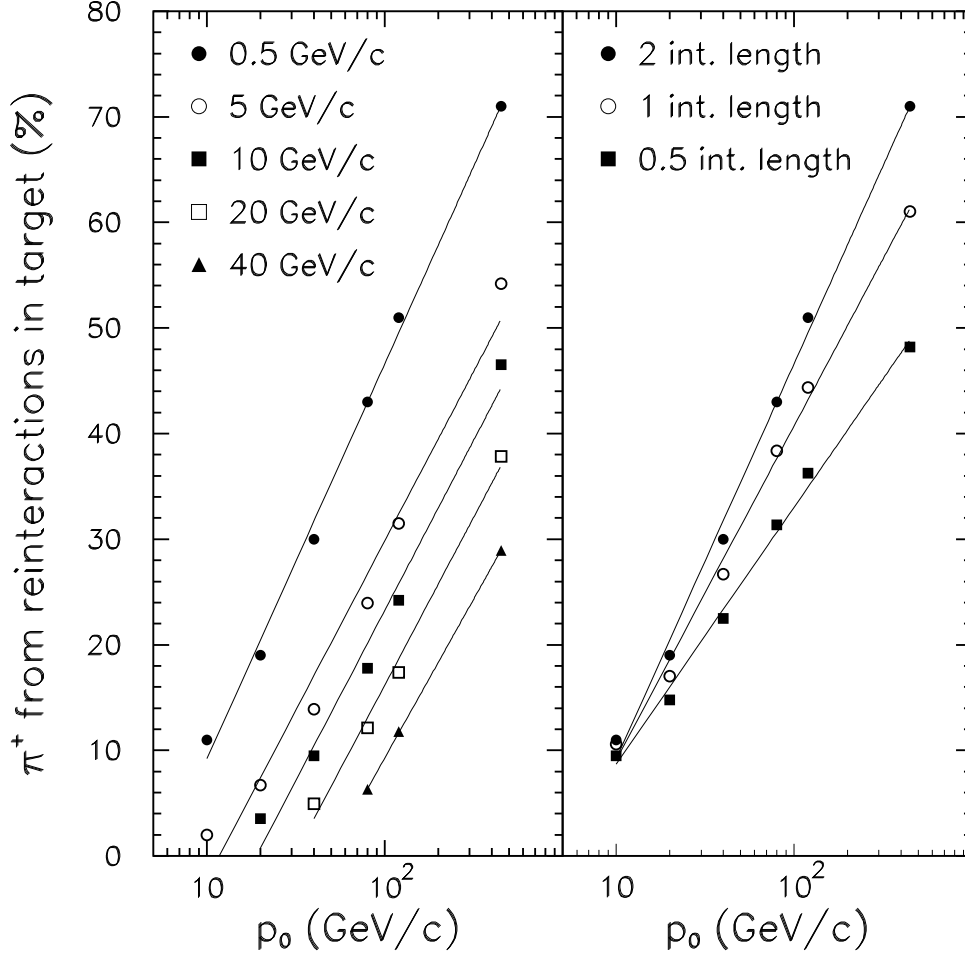 π⁺ from reinteractions in target (%)
80
70
60
50
40
30
20
10
0
0.5 GeV/c
5 GeV/c
10 GeV/c
20 GeV/c
40 GeV/c
2 int. length
1 int. length
0.5 int. length
10 10² 10 10²
p₀ (GeV/c) p₀ (GeV/c)